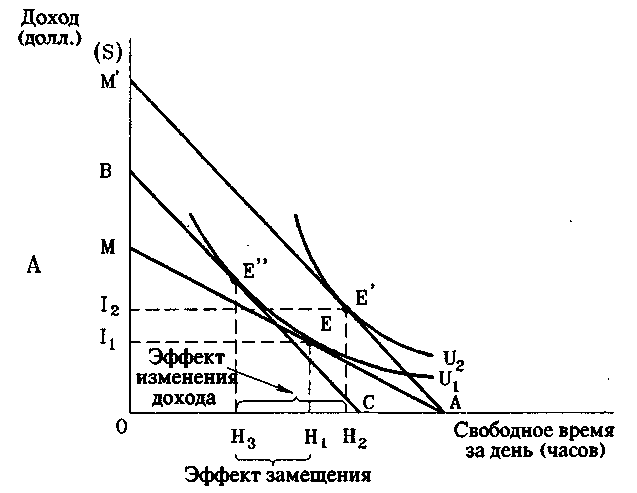 Доход
(долл.)
(S)
M'
B
M
A
E''
E'
I2
E
I1
U2
U1
Эффект
изменения
дохода
C
A
0
H3
H1
H2
Свободное время
за день (часов)
Эффект замещения